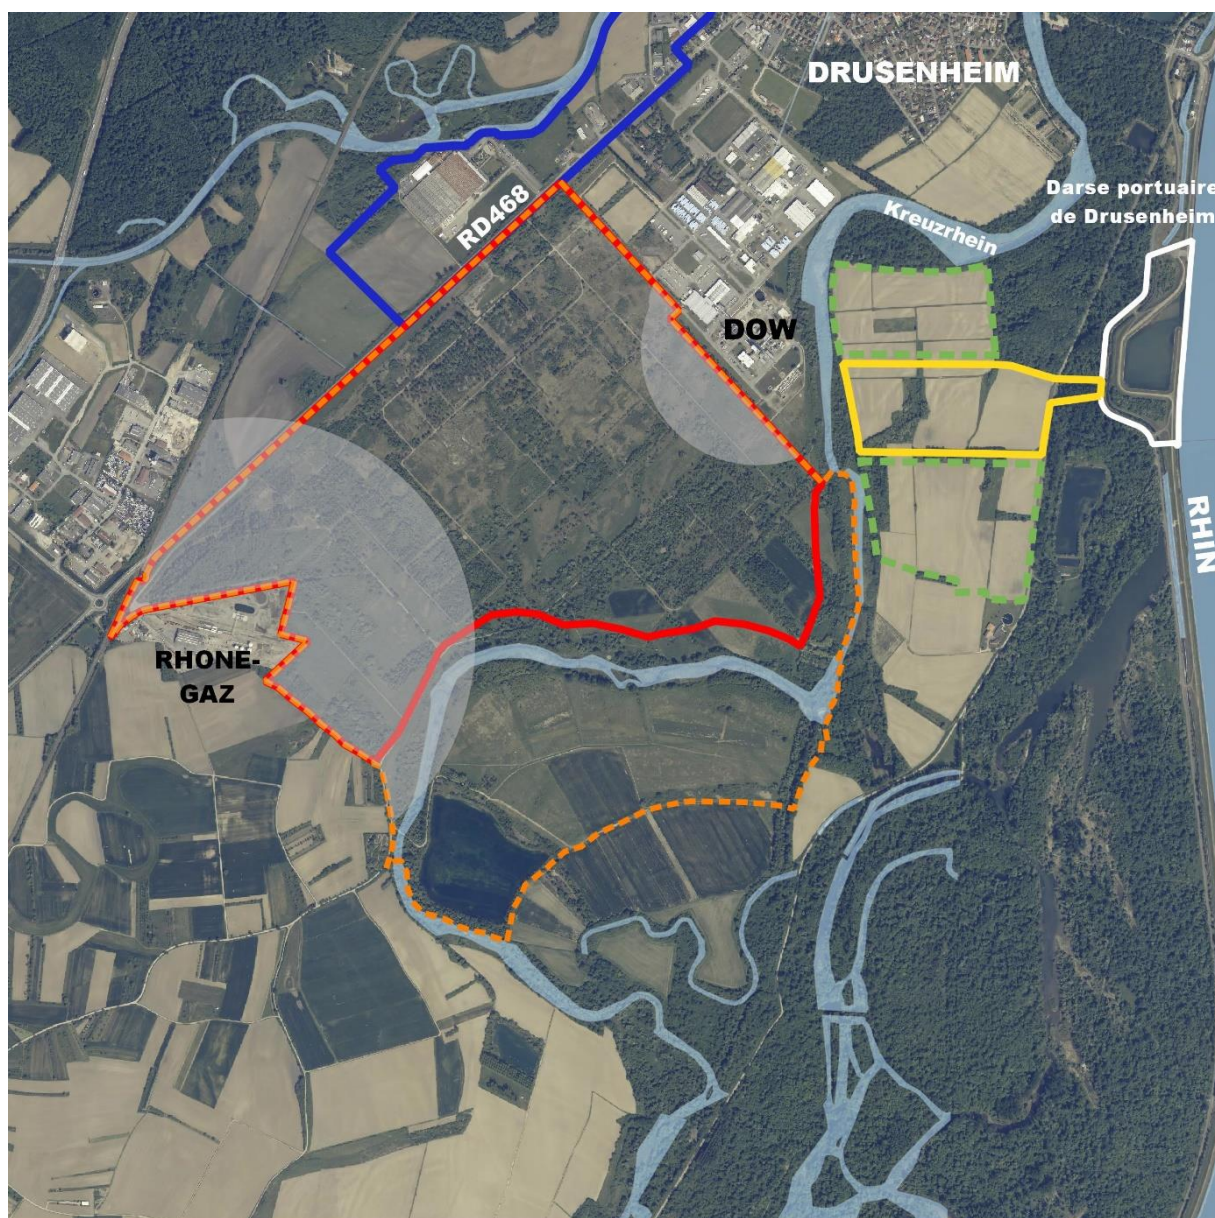 DRUSENHEIM
Darse portuaire
de Drusenheim
Kreuzrhein
RD468
DOW
RHIN
RHONE-
GAZ